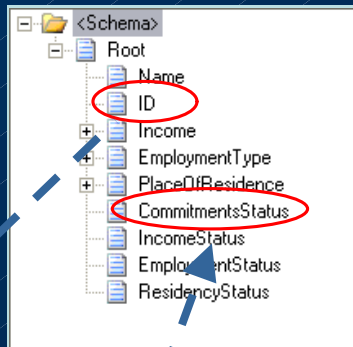 <Schema>
Root
Name
ID
Income
EmploymentType
PlaceOfResidence
CommitmentsStatus
IncomeStatus
EmploymentStatus
ResidencyStatus